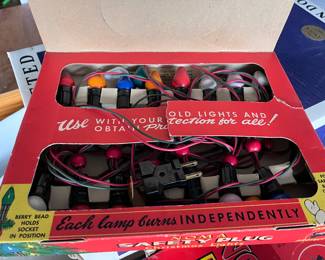 Use WITH YOUR OLD LIGHTS AND
OBTAIN Protection for all!
BERRY BEAD
HOLDS
SOCKET
IN POSITION
Each lamp burns INDEPENDENTLY
SAFETY PLUG